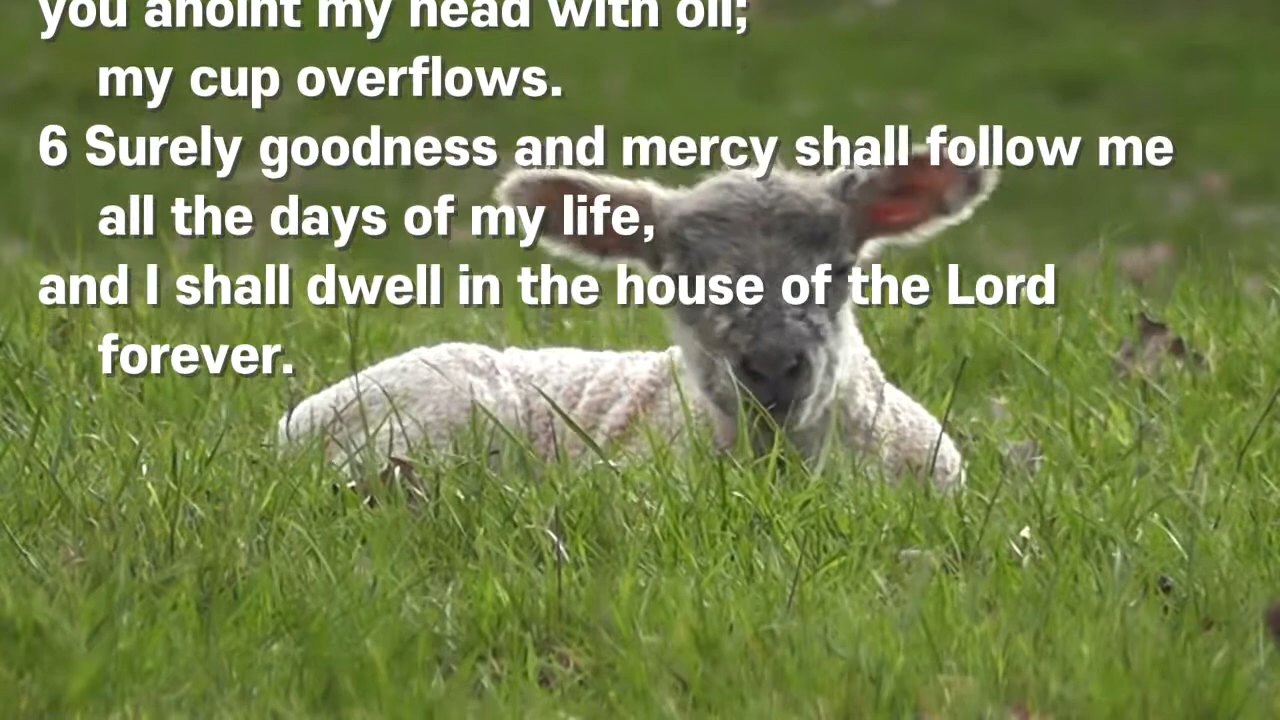 you anoint my head with oil;
my cup overflows.
6 Surely goodness and mercy shall follow me
all the days of my life,
and I shall dwell in the house of the Lord
forever.